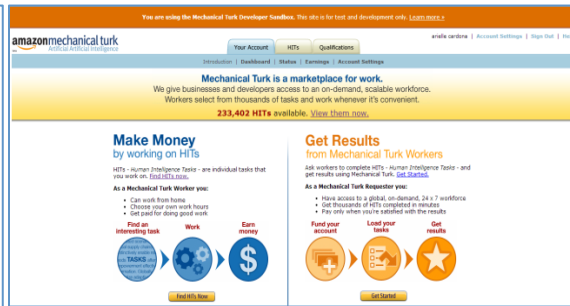 You are using the Mechanical Turk Developer Sandbox. This site is for test and development only. Learn more »
amazonmechanical turk
Artificial Artificial Intelligence
arielle cardona | Account Settings | Sign Out | He
Your Account HITs Qualifications
Introduction | Dashboard | Status | Earnings | Account Settings
Mechanical Turk is a marketplace for work.
We give businesses and developers access to an on-demand, scalable workforce.
Workers select from thousands of tasks and work whenever it's convenient.
233,402 HITs available. View them now.
Make Money
by working on HITs
HITs - Human Intelligence Tasks - are individual tasks that
you work on. Find HITs now.
As a Mechanical Turk Worker you:
• Can work from home
• Choose your own work hours
• Get paid for doing good work
Find an
interesting task
Work
Earn
money
TASKS
$
Find HITs Now
Get Results
from Mechanical Turk Workers
Ask workers to complete HITs - Human Intelligence Tasks - and
get results using Mechanical Turk. Get Started.
As a Mechanical Turk Requester you:
• Have access to a global, on-demand, 24 x 7 workforce
• Get thousands of HITs completed in minutes
• Pay only when you're satisfied with the results
Fund your
account
Load your
tasks
Get
results
Get Started